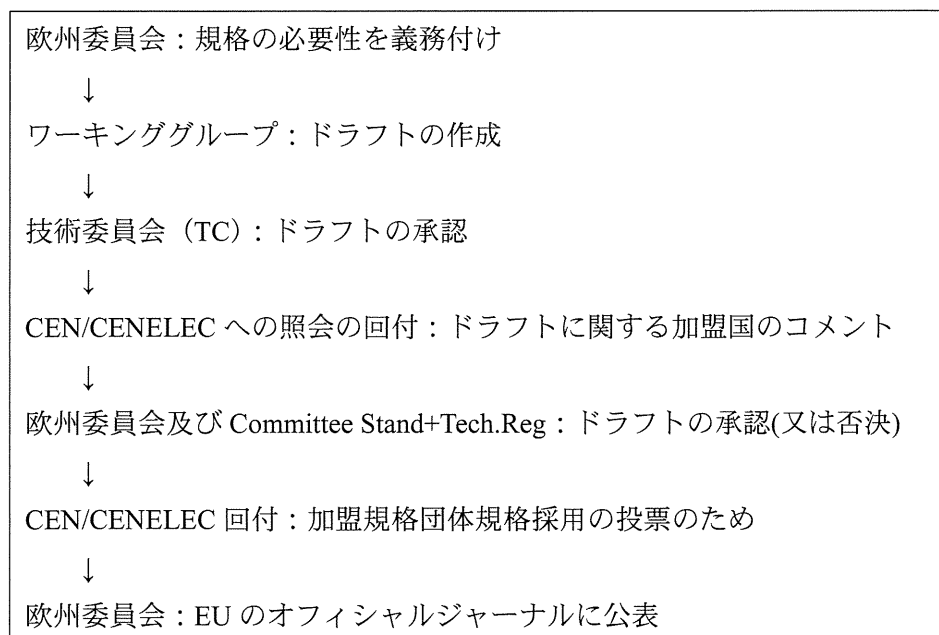 欧州委員会：規格の必要性を義務付け
↓
ワーキンググループ：ドラフトの作成
↓
技術委員会（TC）：ドラフトの承認
↓
CEN/CENELEC への照会の回付：ドラフトに関する加盟国のコメント
↓
欧州委員会及び Committee Stand+Tech.Reg：ドラフトの承認(又は否決)
↓
CEN/CENELEC 回付：加盟規格団体規格採用の投票のため
↓
欧州委員会：EU のオフィシャルジャーナルに公表